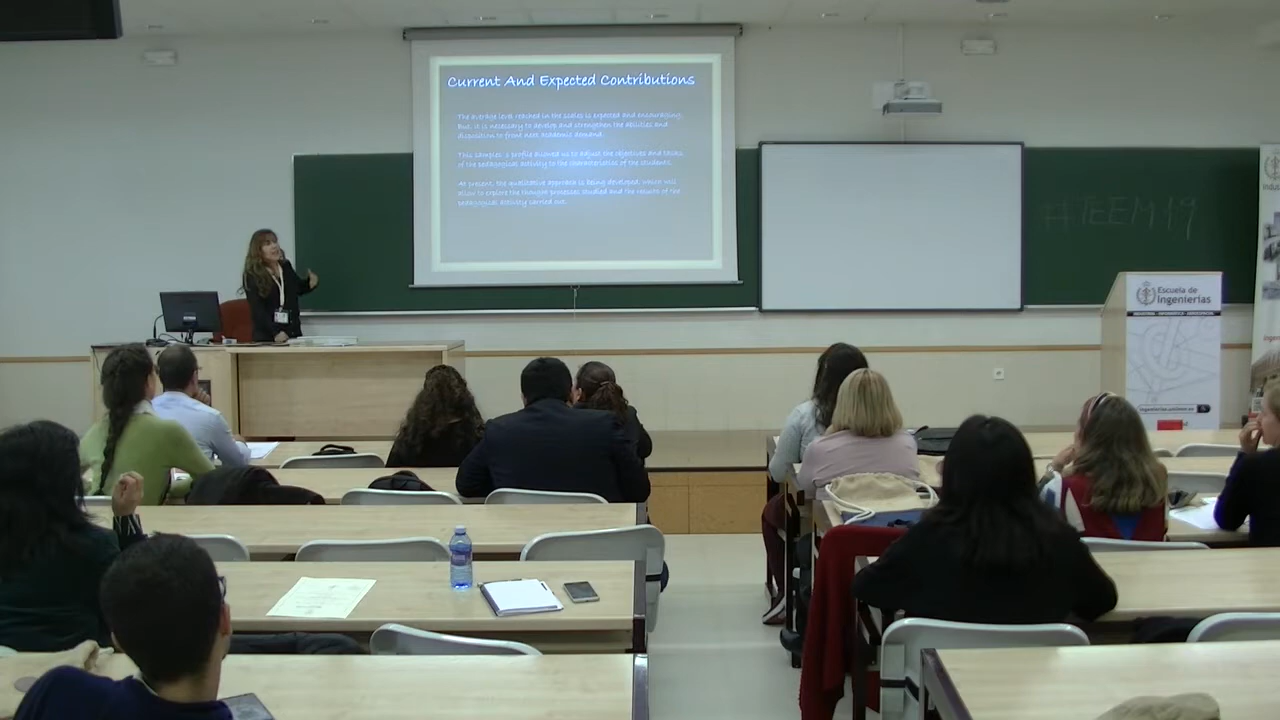 Current And Expected Contributions
The average level reached in the scales is expected and encouraging.
But, it is necessary to develop and strengthen the abilities and
disposition to front next academic demand.
This samples´s profile allowed us to adjust the objectives and tasks
of the pedagogical activity to the characteristics of the students.
At present, the qualitative approach is being developed, which will
allow to explore the thought processes studied and the results of the
pedagogical activity carried out.
#TEEM19
Escuela de
Ingenierías